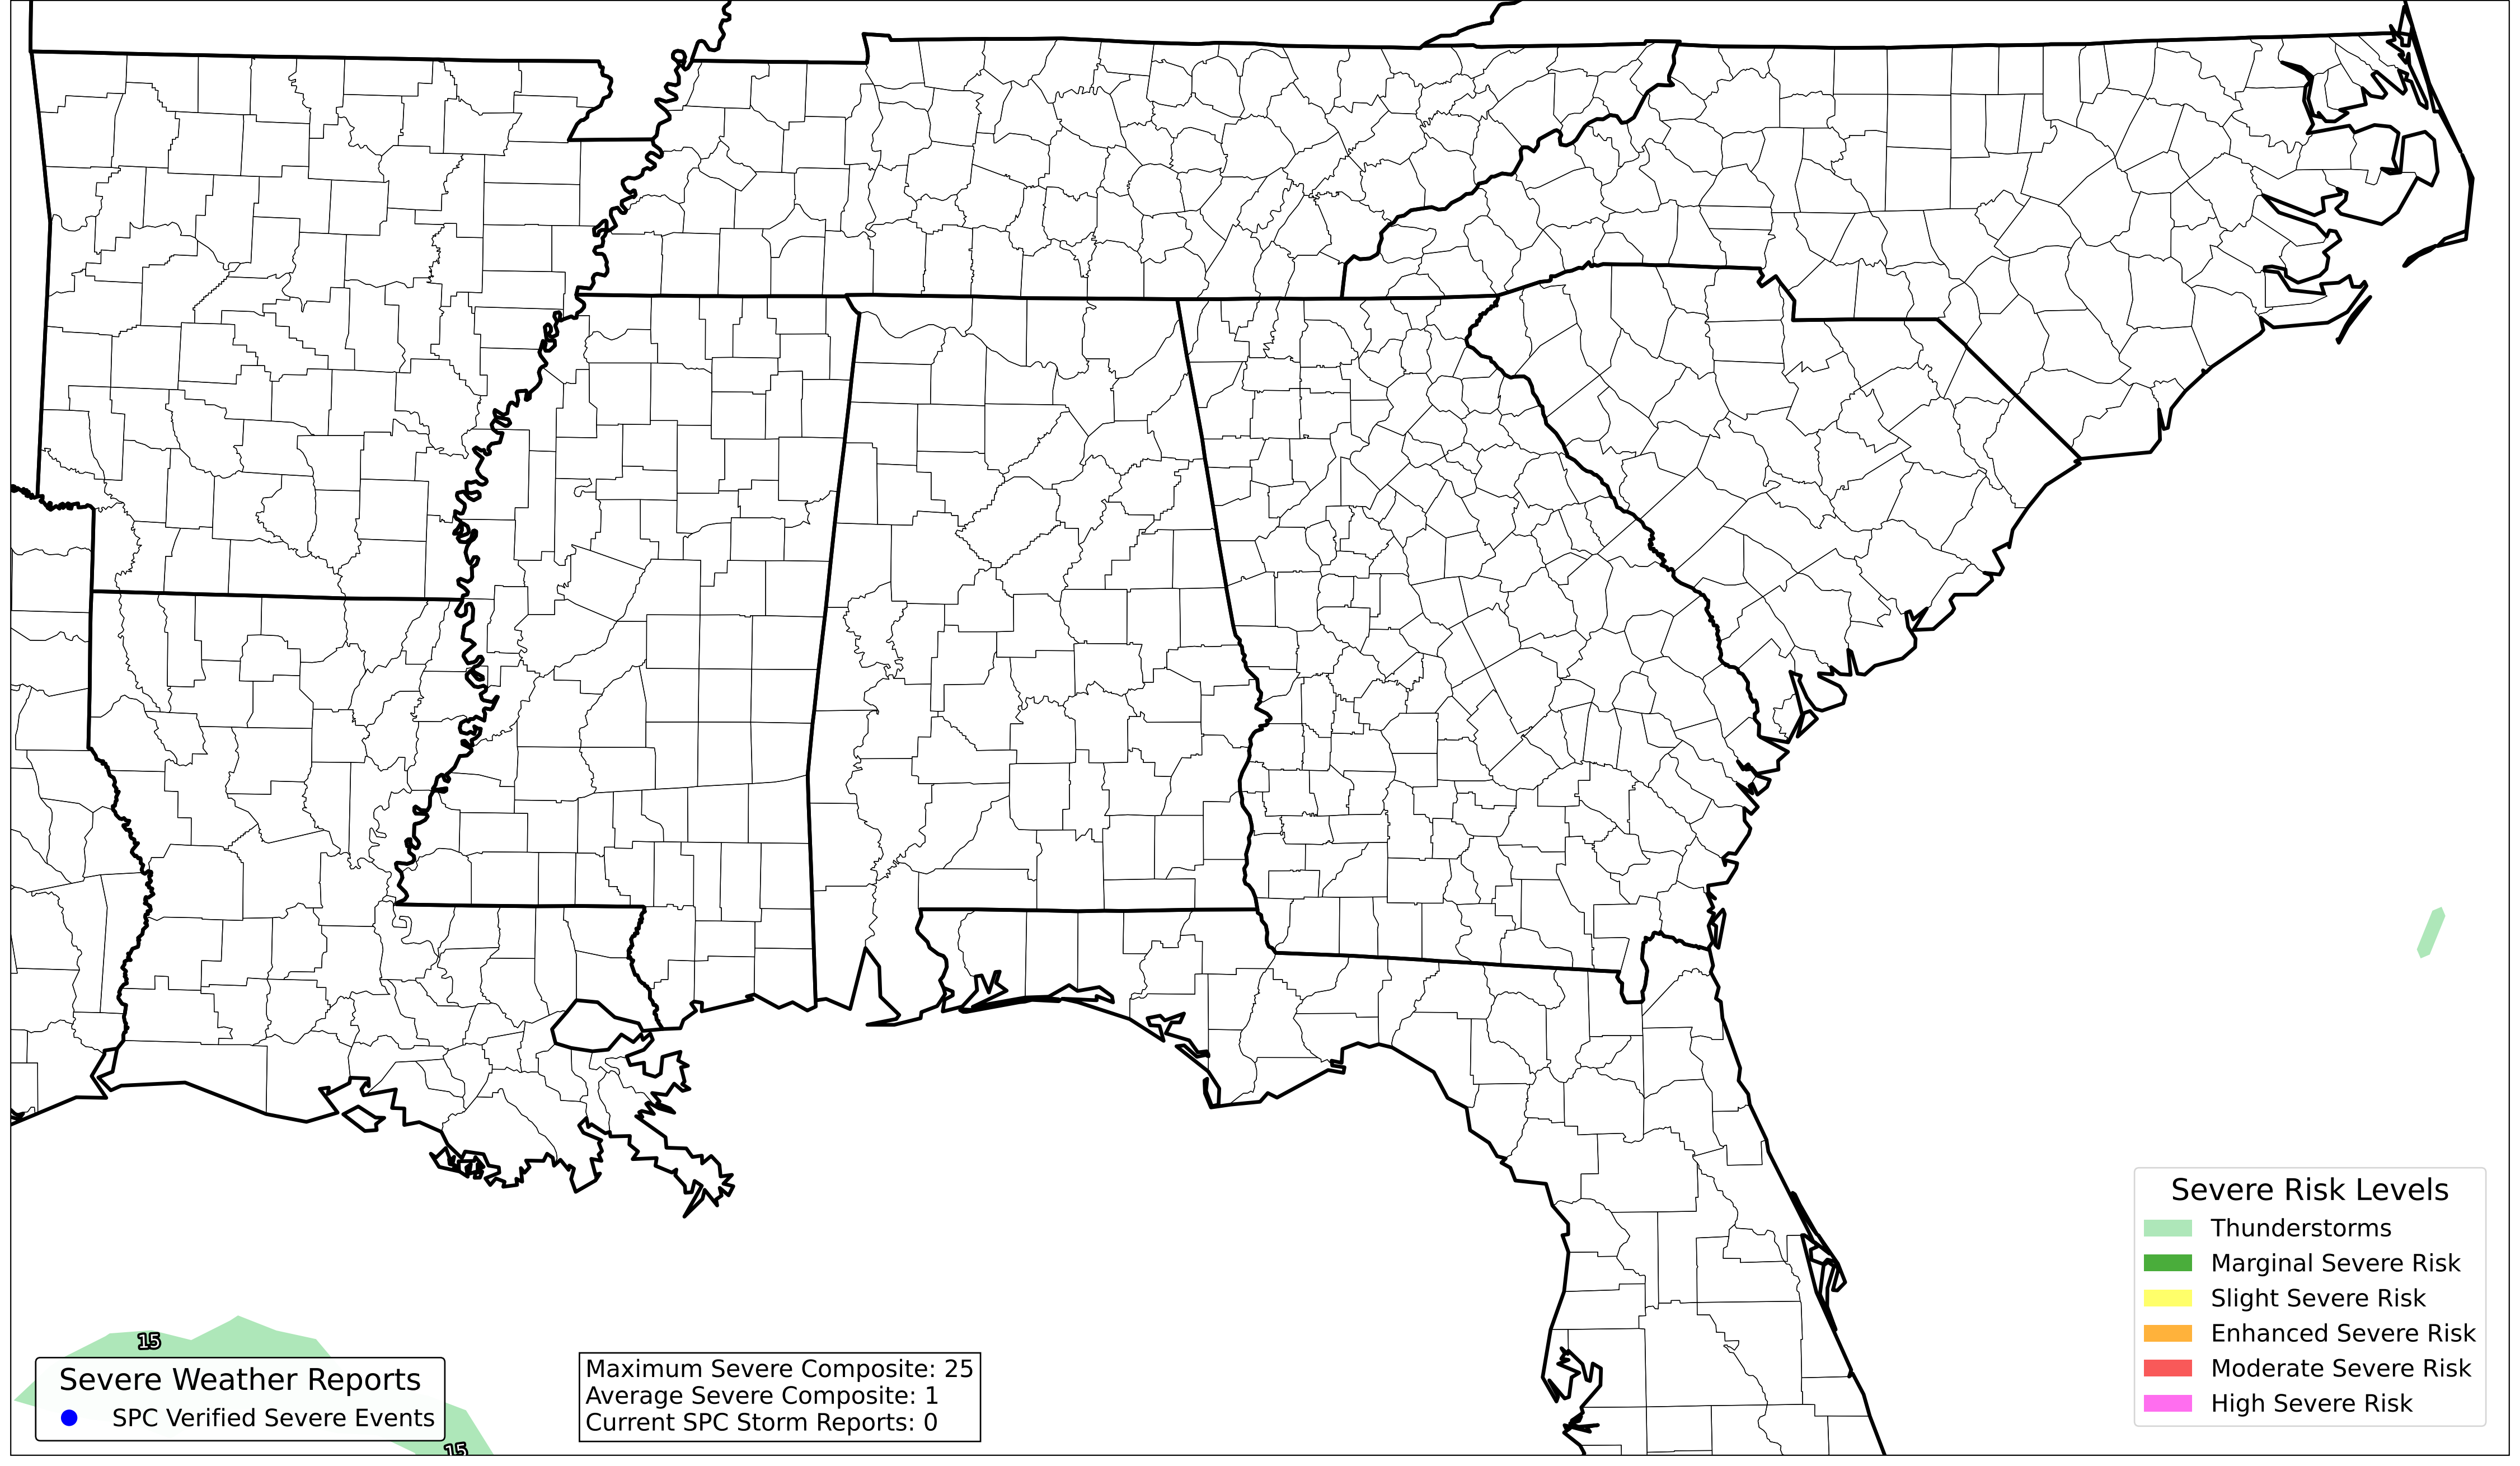 15
Severe Weather Reports
SPC Verified Severe Events
15
Maximum Severe Composite: 25
Average Severe Composite: 1
Current SPC Storm Reports: 0
Severe Risk Levels
Thunderstorms
Marginal Severe Risk
Slight Severe Risk
Enhanced Severe Risk
Moderate Severe Risk
High Severe Risk